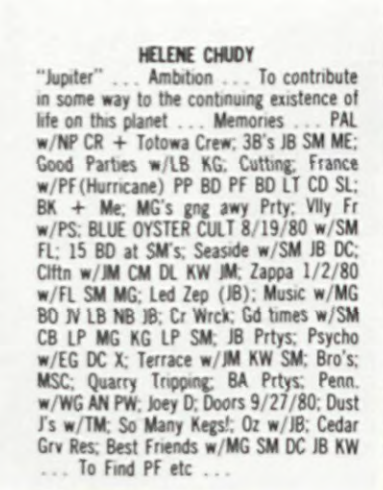 HELENE CHUDY
"Jupiter" ... Ambition ... To contribute
in some way to the continuing existence of
life on this planet ... Memories ... PAL
w/NP CR + Totowa Crew; 3B's JB SM ME;
Good Parties w/LB KG; Cutting; France
w/PF(Hurricane) PP BD PF BD LT CD SL;
BK + Me; MG's gng awy Prty; Vlly Fr
w/PS; BLUE OYSTER CULT 8/19/80 w/SM
FL; 15 BD at SM's; Seaside w/SM JB DC;
Clftn w/JM CM DL KW JM; Zappa 1/2/80
w/FL SM MG; Led Zep (JB); Music w/MG
BO JV LB NB JB; Cr Wrck; Gd times w/SM
CB LP MG KG LP SM; JB Prtys; Psycho
w/EG DC X; Terrace w/JM KW SM; Bro's;
MSC; Quarry Tripping; BA Prtys; Penn.
w/WG AN PW; Joey D; Doors 9/27/80; Dust
J's w/TM; So Many Kegs!; Oz w/JB; Cedar
Grv Res; Best Friends w/MG SM DC JB KW
... To Find PF etc ...